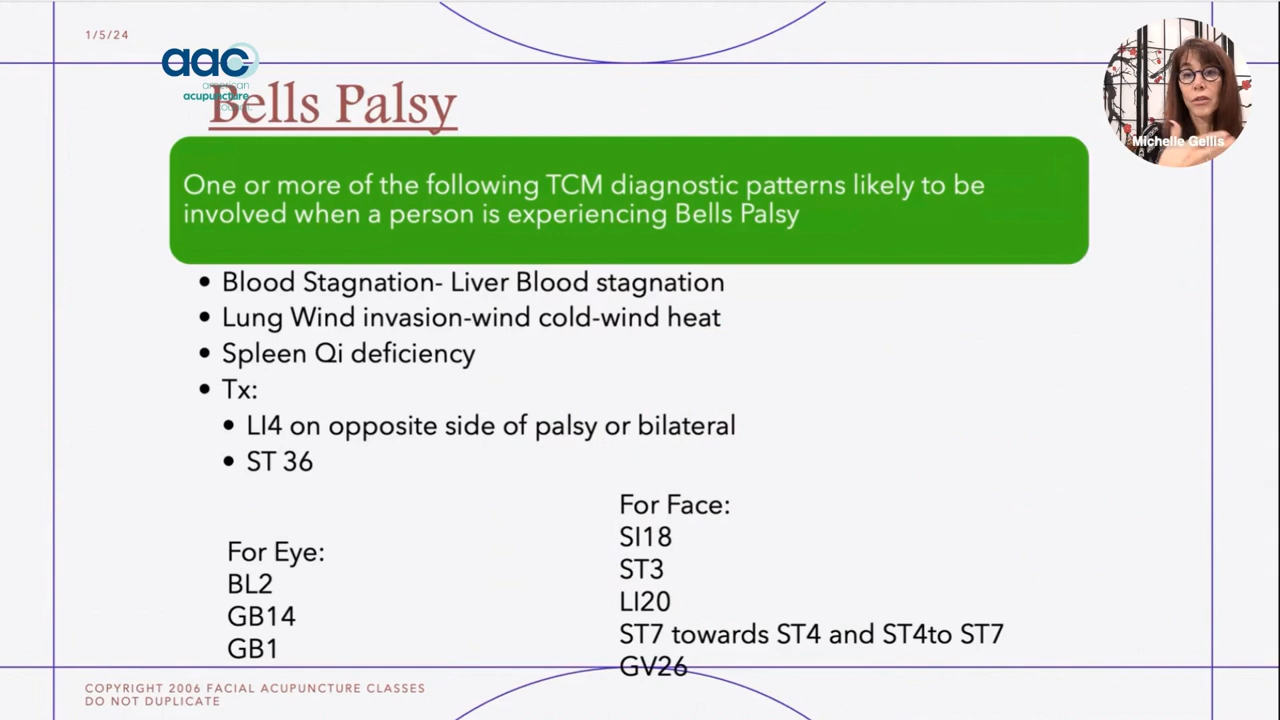 1/5/24
aac
american
acupuncture
council
Bells Palsy
Michelle Gellis
One or more of the following TCM diagnostic patterns likely to be
involved when a person is experiencing Bells Palsy
• Blood Stagnation- Liver Blood stagnation
• Lung Wind invasion-wind cold-wind heat
• Spleen Qi deficiency
• Tx:
• LI4 on opposite side of palsy or bilateral
• ST 36
For Eye:
BL2
GB14
GB1
For Face:
SI18
ST3
LI20
ST7 towards ST4 and ST4to ST7
GV26
COPYRIGHT 2006 FACIAL ACUPUNCTURE CLASSES
DO NOT DUPLICATE